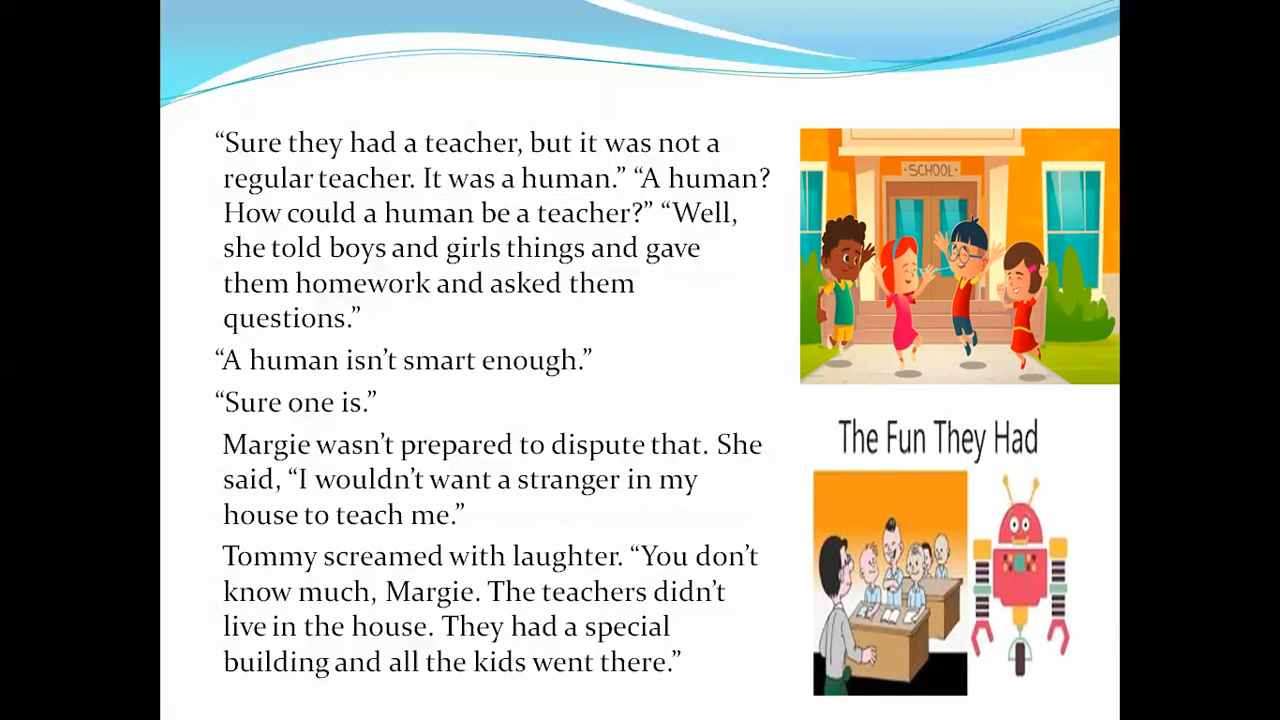 “Sure they had a teacher, but it was not a
regular teacher. It was a human.” “A human?
How could a human be a teacher?” “Well,
she told boys and girls things and gave
them homework and asked them
questions.”
“A human isn’t smart enough.”
“Sure one is.”
Margie wasn’t prepared to dispute that. She
said, “I wouldn’t want a stranger in my
house to teach me.”
Tommy screamed with laughter. “You don’t
know much, Margie. The teachers didn’t
live in the house. They had a special
building and all the kids went there.”
·SCHOOL·
The Fun They Had